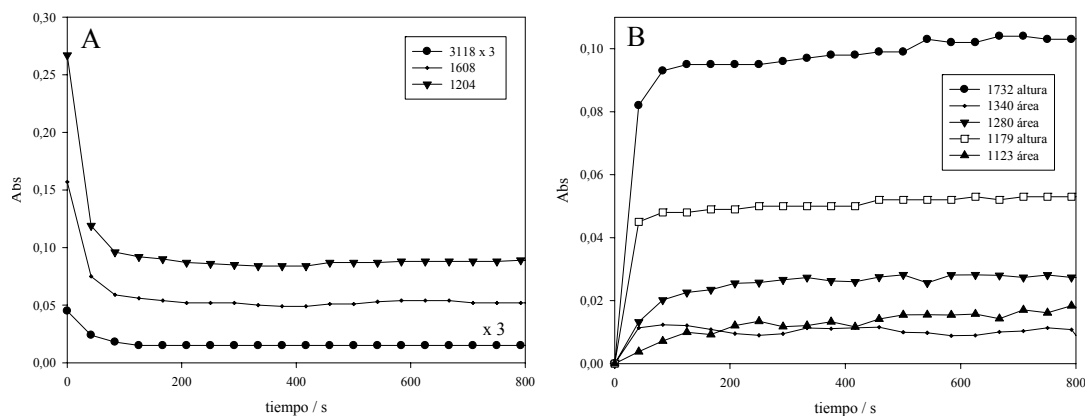 A
0,30
0,25
0,20
0,15
0,10
0,05
0,00
Abs
3118 x 3
1608
1204
x 3
0
200
400
600
800
tiempo / s
B
0,10
0,08
0,06
0,04
0,02
0,00
Abs
1732 altura
1340 área
1280 área
1179 altura
1123 área
0
200
400
600
800
tiempo / s